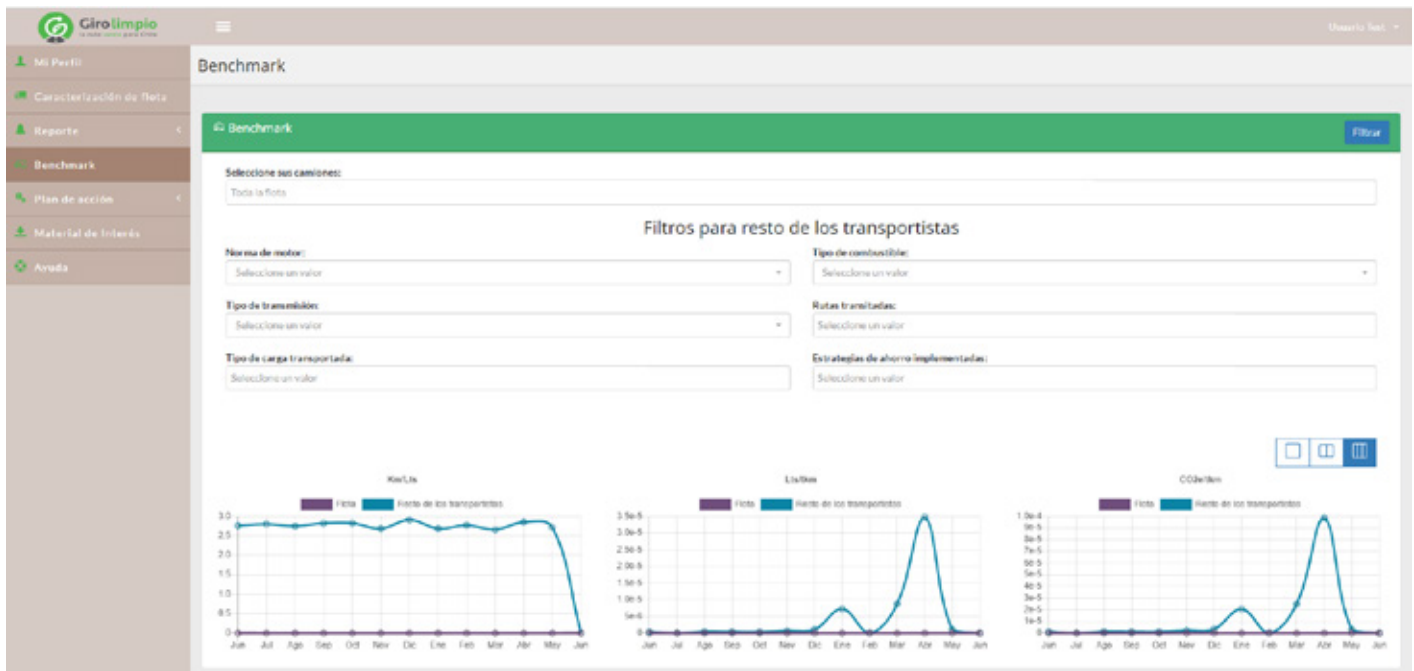 Girolimpio
Usuario Test
Mi Perfil
Caracterización de flota
Reporte
Benchmark
Plan de acción
Material de Interés
Ayuda
Benchmark
Benchmark
Filtrar
Seleccione sus camiones:
Toda la flota
Filtros para resto de los transportistas
Norma de motor:
Tipo de combustible:
Seleccione un valor
Seleccione un valor
Tipo de transmisión:
Rutas transitadas:
Seleccione un valor
Seleccione un valor
Tipo de carga transportada:
Estrategias de ahorro implementadas:
Seleccione un valor
Seleccione un valor
Km/Lts
Flota Resto de los transportistas
3.0
2.5
2.0
1.5
1.0
0.5
0
Jun Jul Ago Sep Oct Nov Dic Ene Feb Mar Abr May Jun
Lts/tkm
Flota Resto de los transportistas
3.5e-5
3.0e-5
2.5e-5
2.0e-5
1.5e-5
1.0e-5
5e-6
0
Jun Jul Ago Sep Oct Nov Dic Ene Feb Mar Abr May Jun
CO2e/tkm
Flota Resto de los transportistas
1.0e-4
9e-5
8e-5
7e-5
6e-5
5e-5
4e-5
3e-5
2e-5
1e-5
0
Jun Jul Ago Sep Oct Nov Dic Ene Feb Mar Abr May Jun